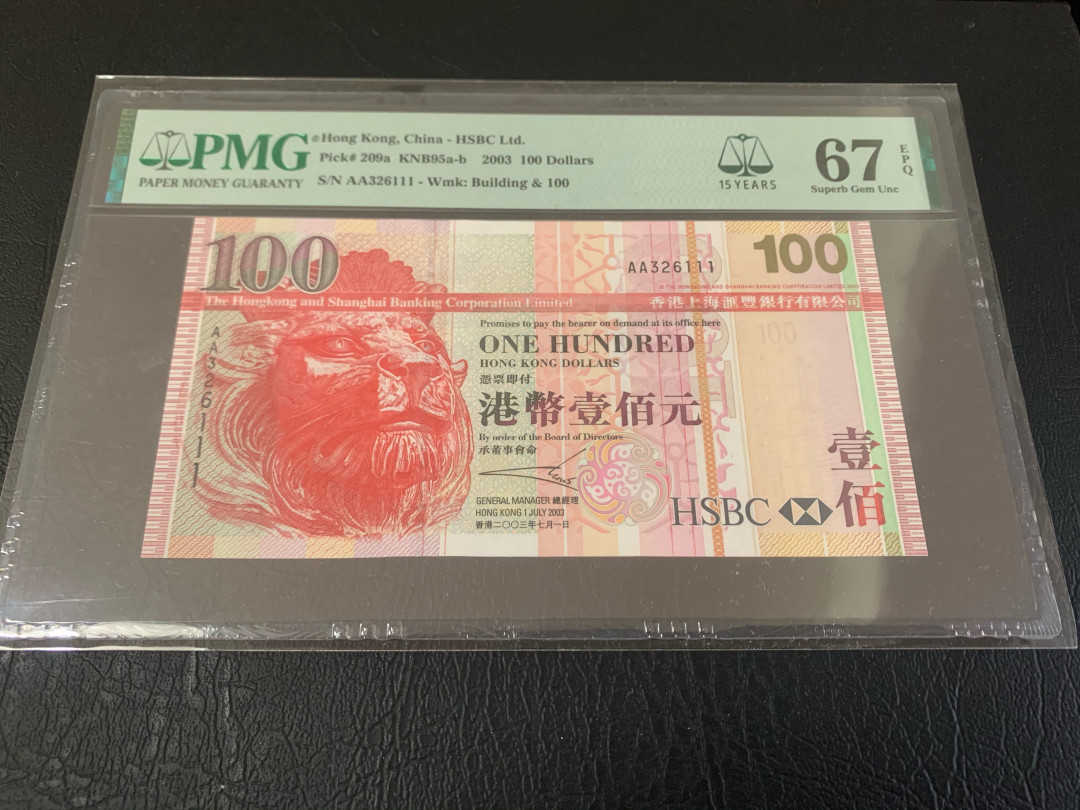 PMG
PAPER MONEY GUARANTY
®Hong Kong, China - HSBC Ltd.
Pick# 209a KNB95a-b 2003 100 Dollars
S/N AA326111 - Wmk: Building & 100
15 YEARS
67
EPQ
Superb Gem Unc
100
AA326111
100
The Hongkong and Shanghai Banking Corporation Limited
香港上海滙豐銀行有限公司
AA326111
Promises to pay the bearer on demand at its office here
100
ONE HUNDRED
HONG KONG DOLLARS
憑票即付
港幣壹佰元
By order of the Board of Directors
承董事會命
GENERAL MANAGER 總經理
HONG KONG 1 JULY 2003
香港二〇〇三年七月一日
HSBC
壹佰